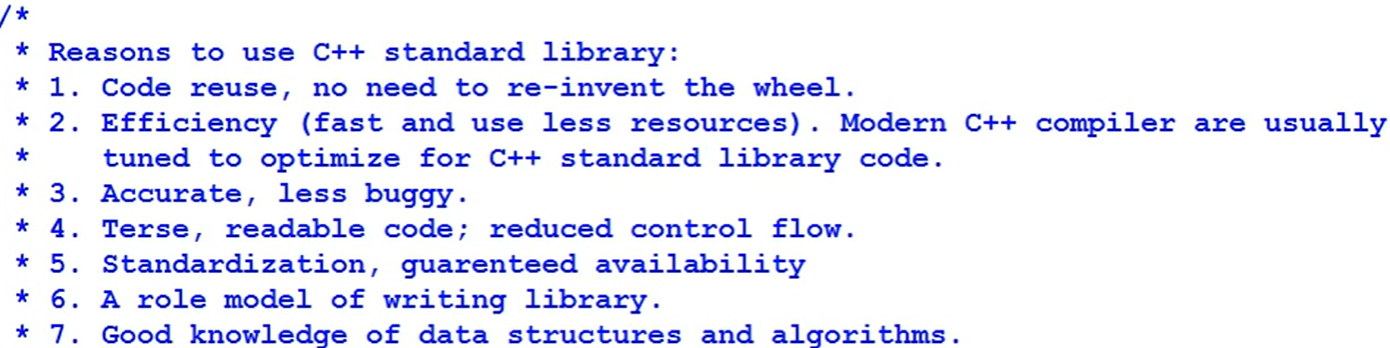 /*
* Reasons to use C++ standard library:
* 1. Code reuse, no need to re-invent the wheel.
* 2. Efficiency (fast and use less resources). Modern C++ compiler are usually
* tuned to optimize for C++ standard library code.
* 3. Accurate, less buggy.
* 4. Terse, readable code; reduced control flow.
* 5. Standardization, guarenteed availability
* 6. A role model of writing library.
* 7. Good knowledge of data structures and algorithms.